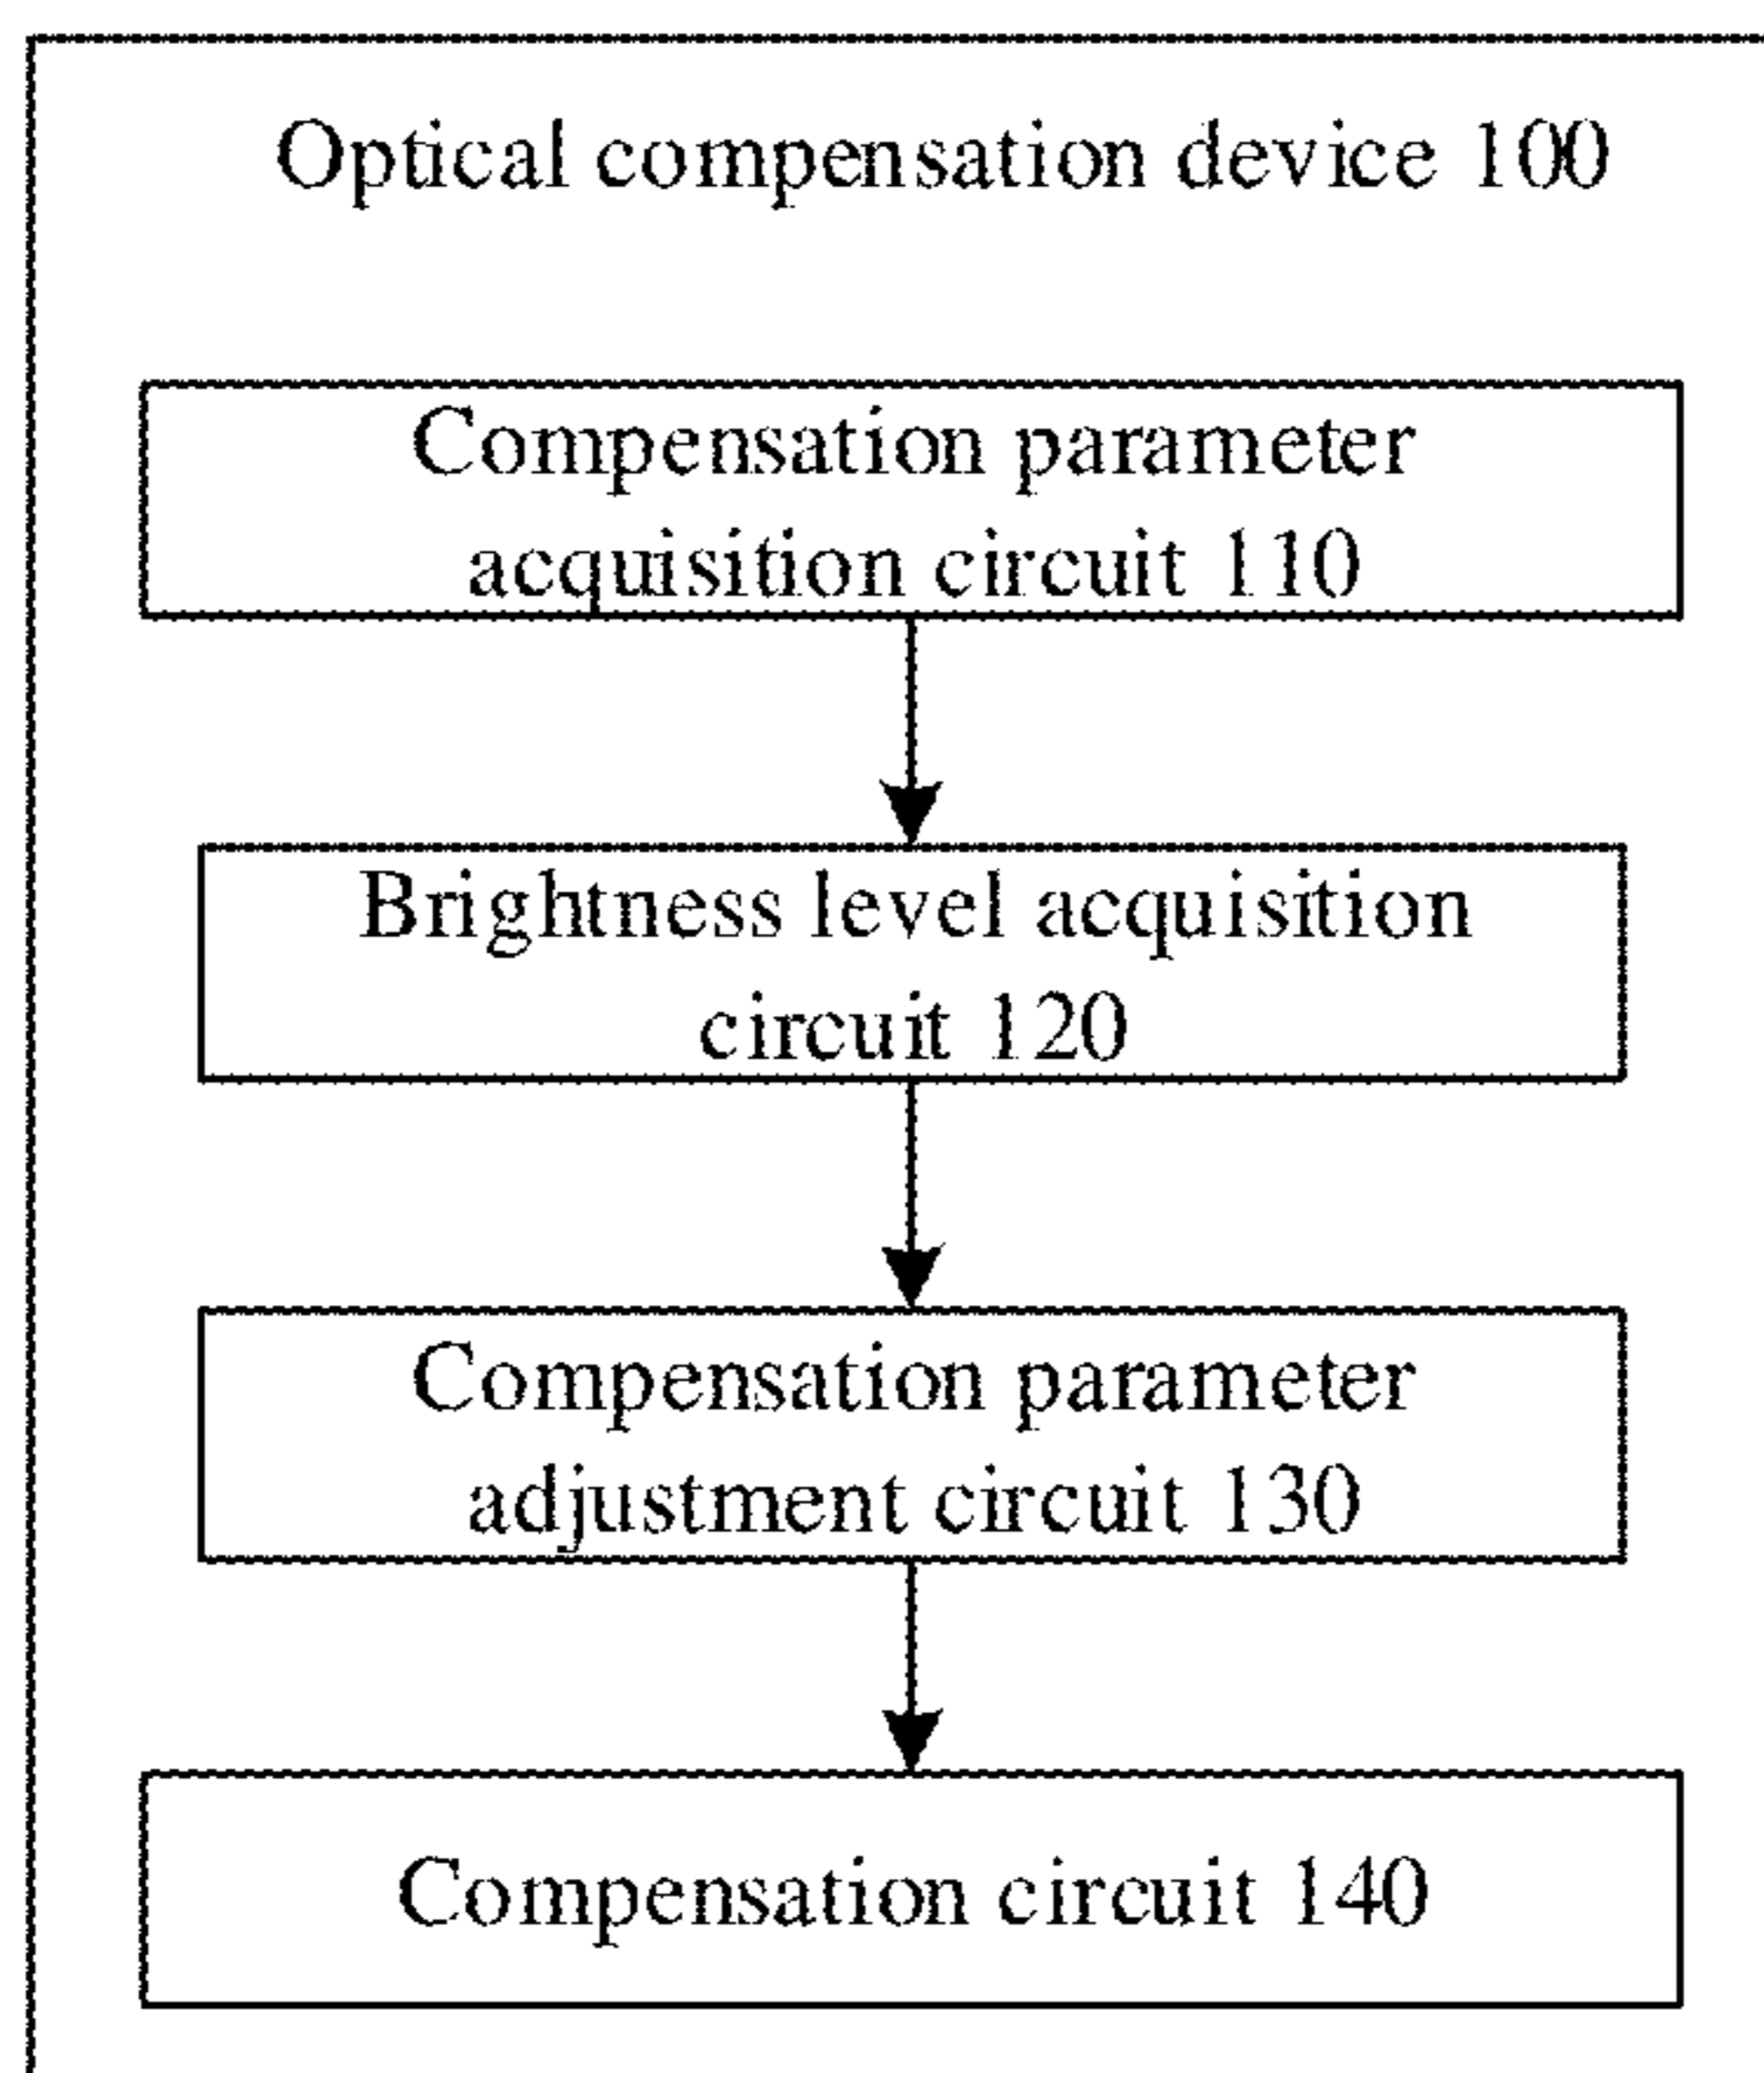 Optical compensation device 100
Compensation parameter
acquisition circuit 110
Brightness level acquisition
circuit 120
Compensation parameter
adjustment circuit 130
Compensation circuit 140